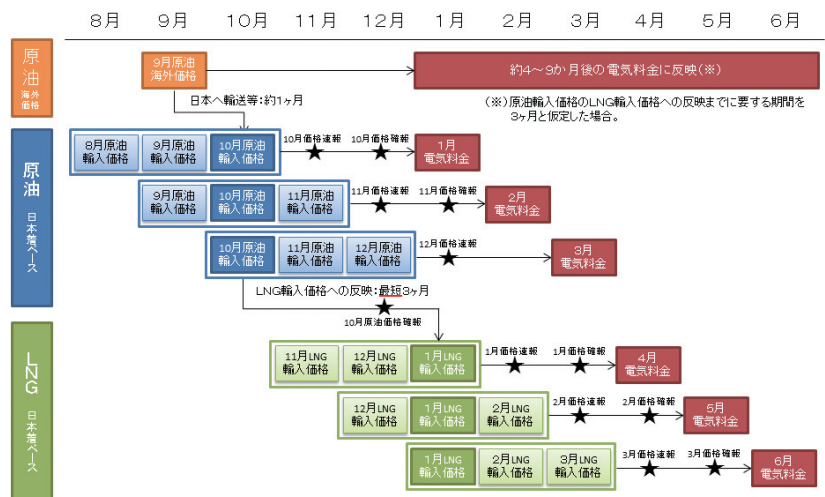 8月 9月 10月 11月 12月 1月 2月 3月 4月 5月 6月
原油
海外
価格
9月原油
海外価格
約4～9か月後の電気料金に反映(※)
日本へ輸送等:約1ヶ月
(※)原油輸入価格のLNG輸入価格への反映までに要する期間を
3ヶ月と仮定した場合。
原油 日本着ベース
8月原油
輸入価格
9月原油
輸入価格
10月原油
輸入価格
10月価格速報
★
10月価格確報
★
1月
電気料金
9月原油
輸入価格
10月原油
輸入価格
11月原油
輸入価格
11月価格速報
★
11月価格確報
★
2月
電気料金
10月原油
輸入価格
11月原油
輸入価格
12月原油
輸入価格
12月価格速報
★
3月
電気料金
LNG輸入価格への反映:最短3ヶ月
★
10月原油価格確報
LNG 日本着ベース
11月LNG
輸入価格
12月LNG
輸入価格
1月LNG
輸入価格
1月価格速報
★
1月価格確報
★
4月
電気料金
12月LNG
輸入価格
1月LNG
輸入価格
2月LNG
輸入価格
2月価格速報
★
2月価格確報
★
5月
電気料金
1月LNG
輸入価格
2月LNG
輸入価格
3月LNG
輸入価格
3月価格速報
★
3月価格確報
★
6月
電気料金